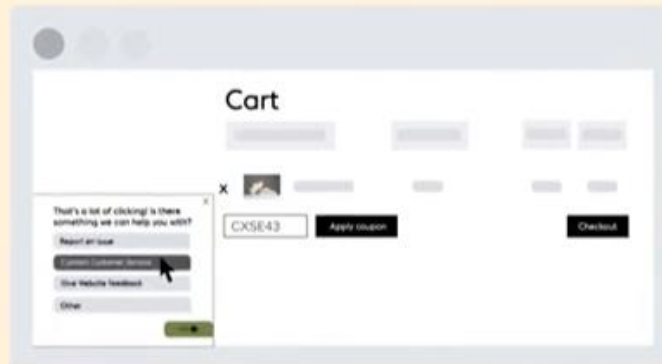 Cart
X
X
That's a lot of clicking! Is there
something we can help you with?
Report an issue
Contact Customer Service
Give Website Feedback
Other
CXSE43
Apply coupon
Checkout